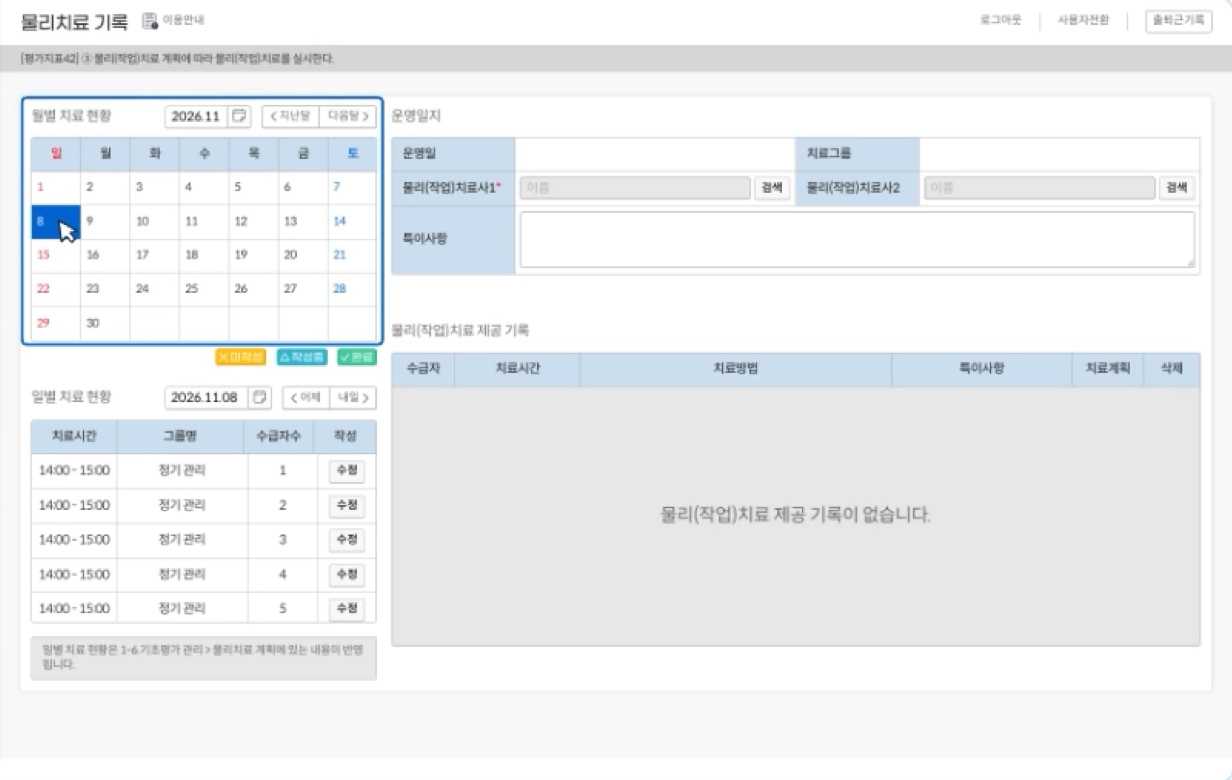 물리치료 기록 이용안내 로그아웃 사용자전환 출퇴근기록
[평가지표42] ③ 물리(작업)치료 계획에 따라 물리(작업)치료를 실시한다.
월별 치료 현황 2026.11 < 지난달 다음달 >
일 월 화 수 목 금 토
1 2 3 4 5 6 7
8 9 10 11 12 13 14
15 16 17 18 19 20 21
22 23 24 25 26 27 28
29 30
× 미작성 △ 작성중 ✓ 완료
일별 치료 현황 2026.11.08 < 어제 내일 >
치료시간 그룹명 수급자수 작성
14:00 - 15:00 정기 관리 1 수정
14:00 - 15:00 정기 관리 2 수정
14:00 - 15:00 정기 관리 3 수정
14:00 - 15:00 정기 관리 4 수정
14:00 - 15:00 정기 관리 5 수정
일별 치료 현황은 1-6.기초평가 관리 > 물리치료 계획에 있는 내용이 반영
됩니다.
운영일지
운영일 치료그룹
물리(작업)치료사1* 이름 검색 물리(작업)치료사2 이름 검색
특이사항
물리(작업)치료 제공 기록
수급자 치료시간 치료방법 특이사항 치료계획 삭제
물리(작업)치료 제공 기록이 없습니다.